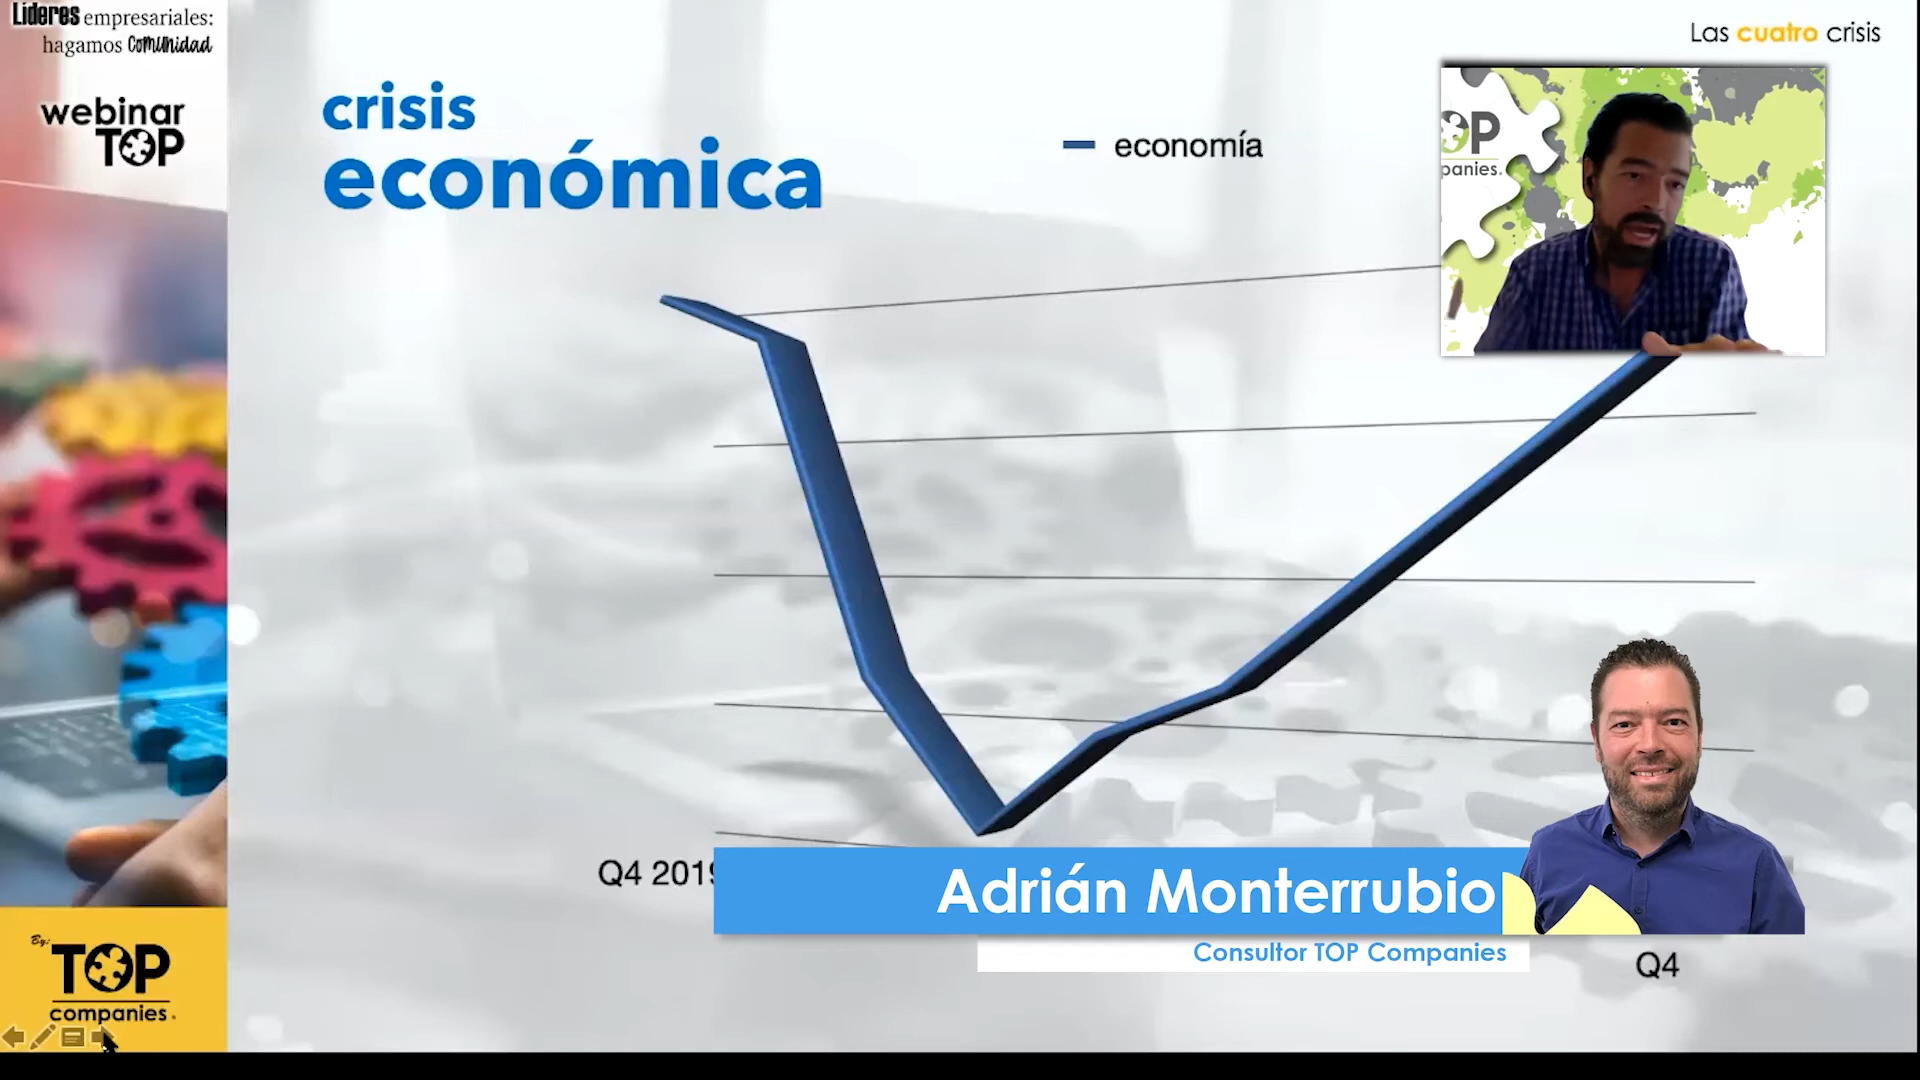 Líderes empresariales:
hagamos Comunidad
webinar
TOP
Las cuatro crisis
crisis
económica
economía
OP
panies.
Q4 2019
Adrián Monterrubio
Consultor TOP Companies
Q4
By:
TOP
companies.